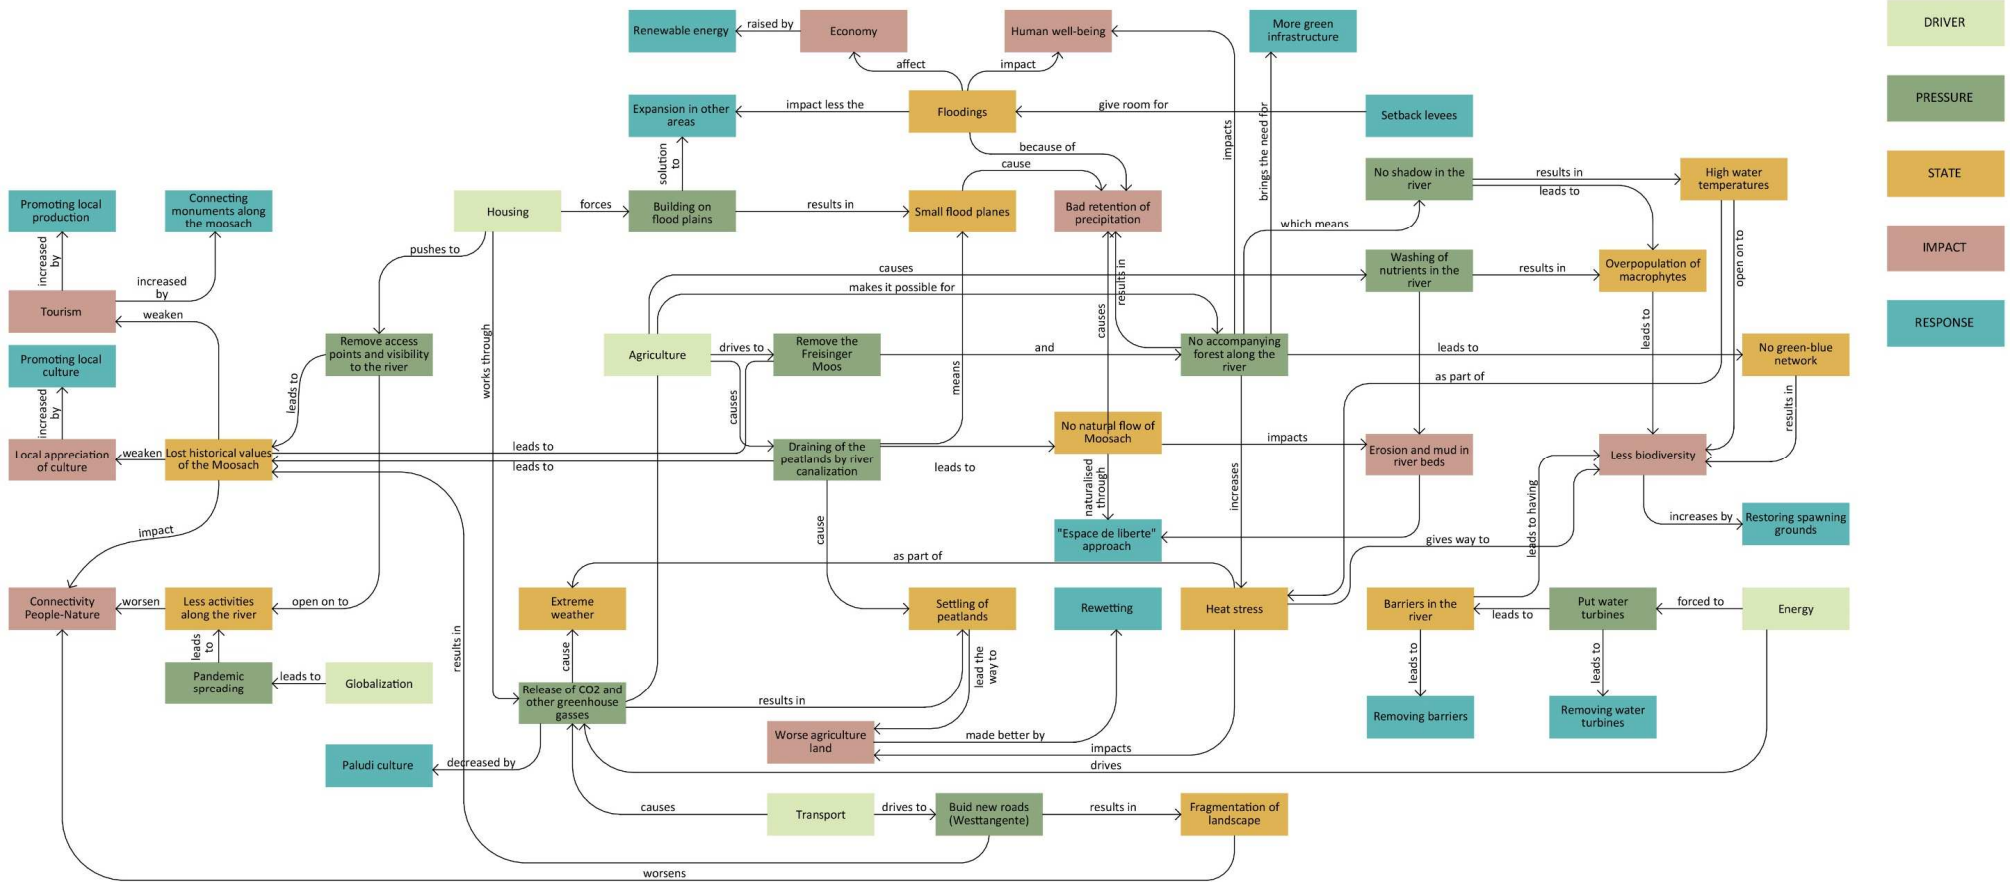 Renewable energy
raised by
Economy
Human well-being
More green
infrastructure
DRIVER
affect
impact
Expansion in other
areas
impact less the
Floodings
give room for
Setback levees
PRESSURE
impacts
brings the need for
solution
to
because of
cause
No shadow in the
river
results in
leads to
High water
temperatures
STATE
Promoting local
production
Connecting
monuments along
the moosach
Housing
forces
Building on
flood plains
results in
Small flood planes
Bad retention of
precipitation
which means
increased
by
increased
by
pushes to
causes
makes it possible for
results in
causes
Washing of
nutrients in the
river
results in
Overpopulation of
macrophytes
open on to
IMPACT
Tourism
weaken
Remove access
points and visibility
to the river
works through
Agriculture
drives to
Remove the
Freisinger
Moos
and
No accompanying
forest along the
river
leads to
leads to
No green-blue
network
RESPONSE
Promoting local
culture
increased
by
leads to
causes
means
as part of
results in
Local appreciation
of culture
weaken
Lost historical values
of the Moosach
leads to
leads to
Draining of the
peatlands by river
canalization
leads to
No natural flow of
Moosach
impacts
Erosion and mud in
river beds
Less biodiversity
impact
cause
naturalised
through
increases
leads to having
increases by
Restoring spawning
grounds
"Espace de liberte"
approach
gives way to
as part of
Connectivity
People-Nature
worsen
Less activities
along the river
open on to
Extreme
weather
Settling of
peatlands
Rewetting
Heat stress
Barriers in the
river
leads to
Put water
turbines
forced to
Energy
leads
to
results in
cause
lead the
way to
leads to
leads to
Pandemic
spreading
leads to
Globalization
Release of CO2 and
other greenhouse
gasses
results in
Removing barriers
Removing water
turbines
Worse agriculture
land
made better by
impacts
Paludi culture
decreased by
drives
causes
Transport
drives to
Buid new roads
(Westtangente)
results in
Fragmentation of
landscape
worsens